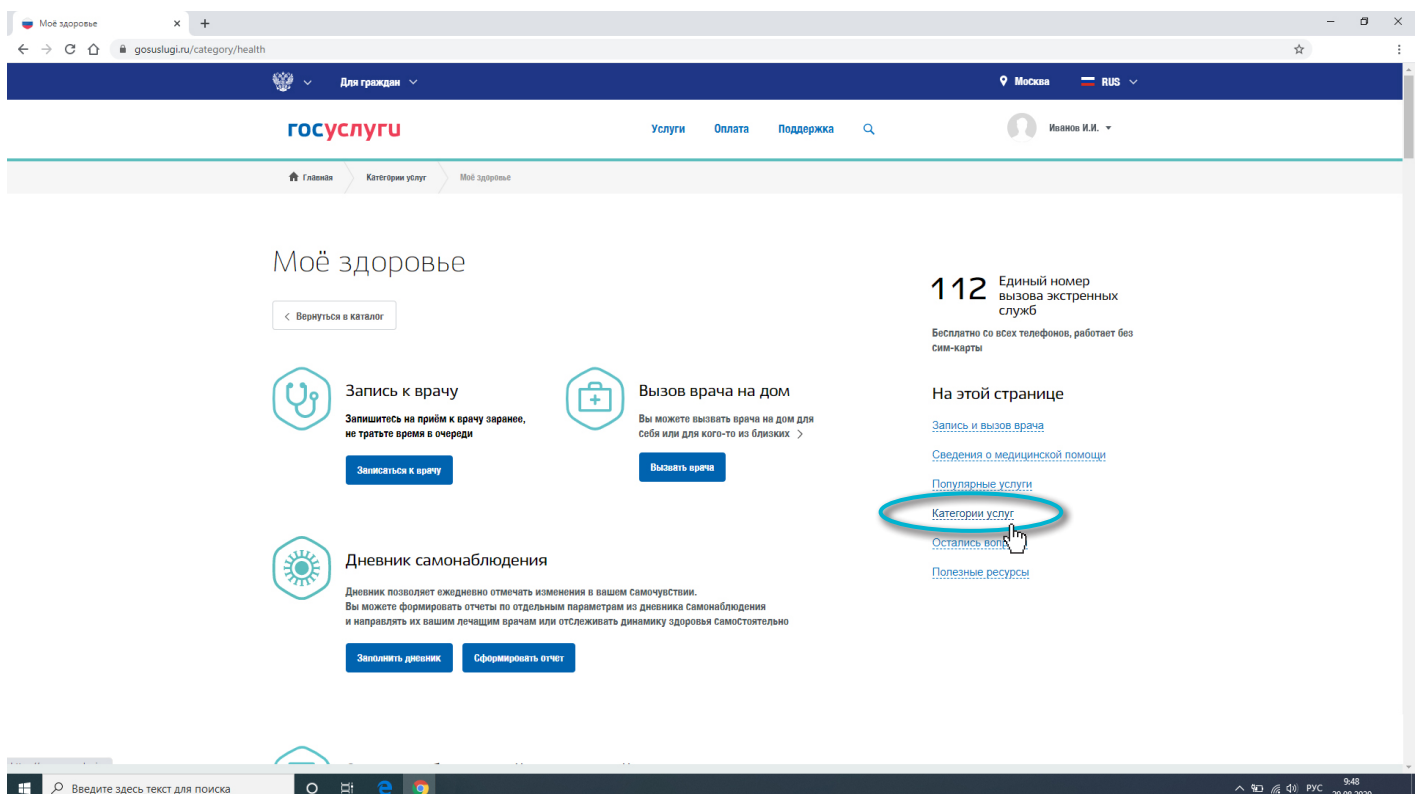 Моё здоровье
gosuslugi.ru/category/health
Для граждан
Москва
RUS
госуслуги
Услуги
Оплата
Поддержка
Иванов И.И.
Главная
Категории услуг
Моё здоровье
Моё здоровье
Вернуться в каталог
112
Единый номер
вызова экстренных
служб
Бесплатно со всех телефонов, работает без
сим-карты
Запись к врачу
Запишитесь на приём к врачу заранее,
не тратьте время в очереди
Записаться к врачу
Вызов врача на дом
Вы можете вызвать врача на дом для
себя или для кого-то из близких
Вызвать врача
На этой странице
Запись и вызов врача
Сведения о медицинской помощи
Популярные услуги
Категории услуг
Остались
Полезные ресурсы
Дневник самонаблюдения
Дневник позволяет ежедневно отмечать изменения в вашем самочувствии.
Вы можете формировать отчеты по отдельным параметрам из дневника самонаблюдения
и направлять их вашим лечащим врачам или отслеживать динамику здоровья самостоятельно
Заполнить дневник
Сформировать отчет
Введите здесь текст для поиска
РУС
9:48